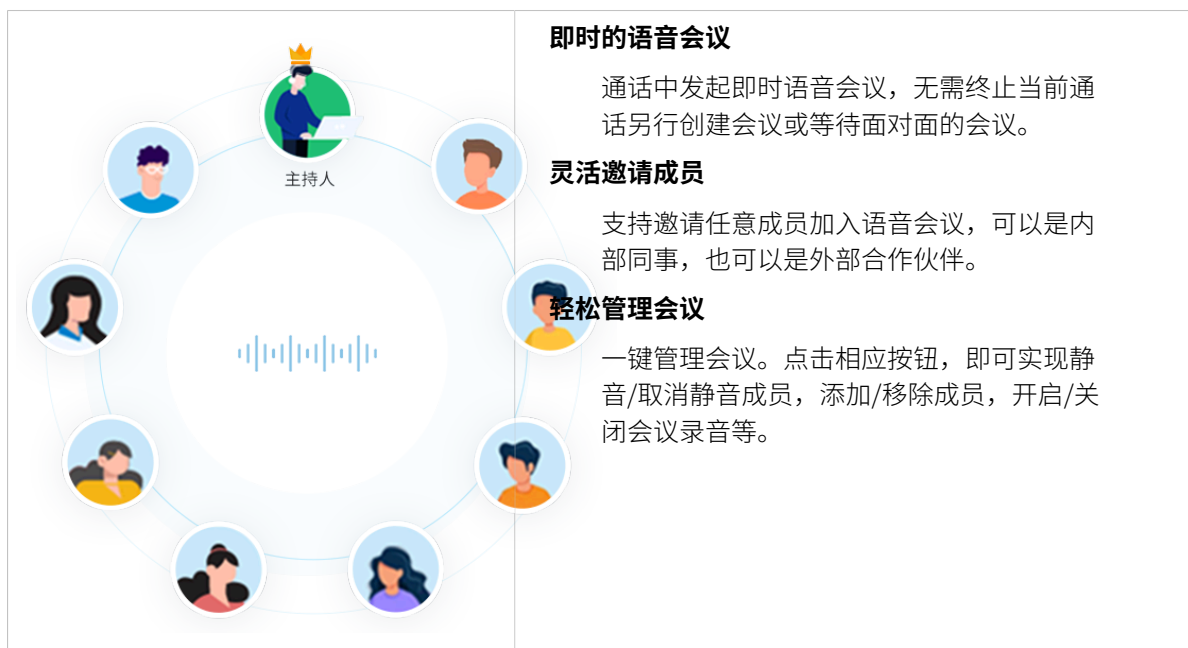 主持人
即时的语音会议
通话中发起即时语音会议，无需终止当前通
话另行创建会议或等待面对面的会议。
灵活邀请成员
支持邀请任意成员加入语音会议，可以是内
部同事，也可以是外部合作伙伴。
轻松管理会议
一键管理会议。点击相应按钮，即可实现静
音/取消静音成员，添加/移除成员，开启/关
闭会议录音等。